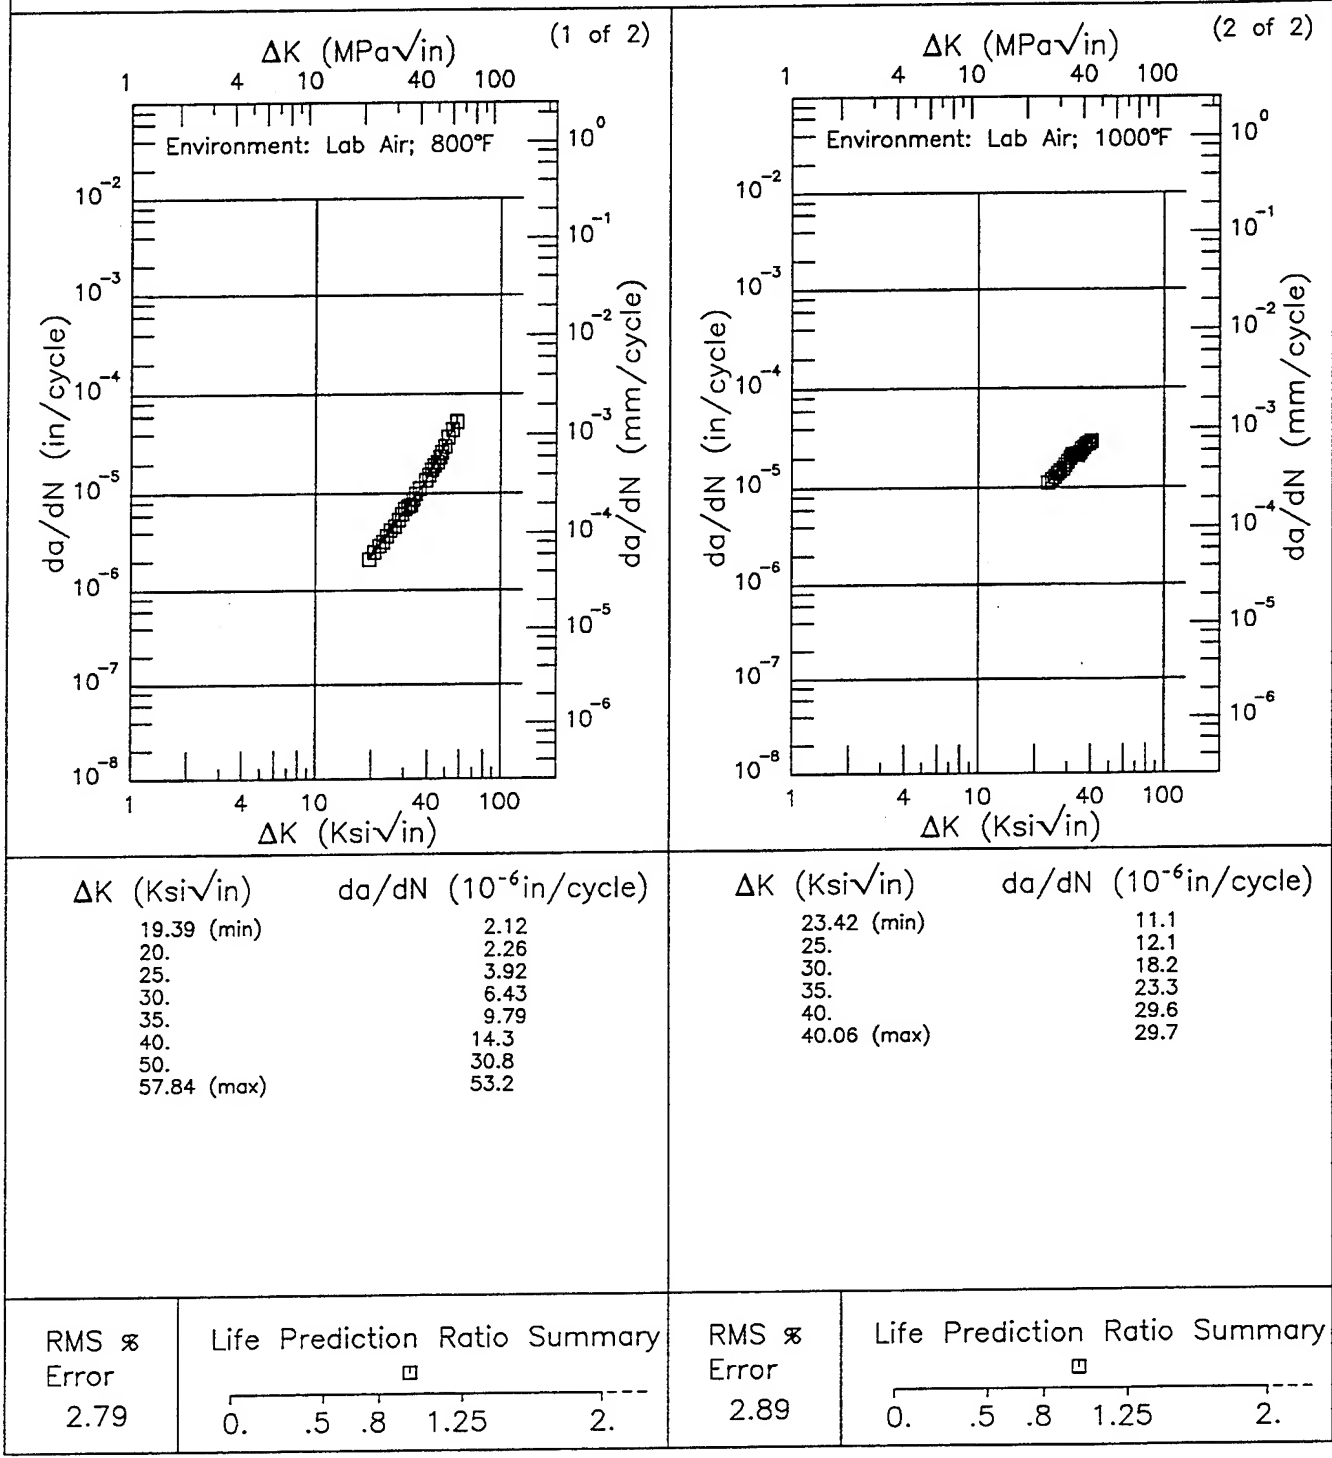 (1 of 2)
ΔK (MPa√in)
1 4 10 40 100
Environment: Lab Air; 800°F
da/dN (in/cycle)
10⁻²
10⁻³
10⁻⁴
10⁻⁵
10⁻⁶
10⁻⁷
10⁻⁸
10⁰
10⁻¹
10⁻²
10⁻³
10⁻⁴
10⁻⁵
10⁻⁶
da/dN (mm/cycle)
1 4 10 40 100
ΔK (Ksi√in)
ΔK (Ksi√in) da/dN (10⁻⁶in/cycle)
19.39 (min) 2.12
20. 2.26
25. 3.92
30. 6.43
35. 9.79
40. 14.3
50. 30.8
57.84 (max) 53.2
RMS %
Error
2.79
Life Prediction Ratio Summary
0. .5 .8 1.25 2.
(2 of 2)
ΔK (MPa√in)
1 4 10 40 100
Environment: Lab Air; 1000°F
da/dN (in/cycle)
10⁻²
10⁻³
10⁻⁴
10⁻⁵
10⁻⁶
10⁻⁷
10⁻⁸
10⁰
10⁻¹
10⁻²
10⁻³
10⁻⁴
10⁻⁵
10⁻⁶
da/dN (mm/cycle)
1 4 10 40 100
ΔK (Ksi√in)
ΔK (Ksi√in) da/dN (10⁻⁶in/cycle)
23.42 (min) 11.1
25. 12.1
30. 18.2
35. 23.3
40. 29.6
40.06 (max) 29.7
RMS %
Error
2.89
Life Prediction Ratio Summary
0. .5 .8 1.25 2.